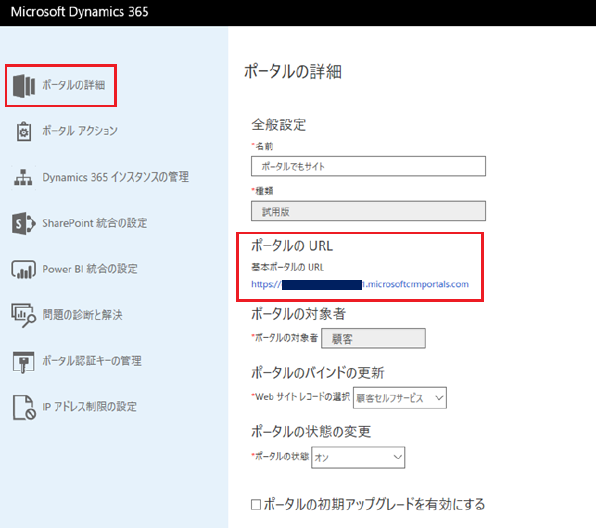 Microsoft Dynamics 365
ポータルの詳細
ポータル アクション
Dynamics 365 インスタンスの管理
SharePoint 統合の設定
Power BI 統合の設定
問題の診断と解決
ポータル認証キーの管理
IP アドレス制限の設定
ポータルの詳細
全般設定
*名前
ポータルでもサイト
*種類
試用版
ポータルの URL
基本ポータルの URL
https:// 1.microsoftcrmportals.com
ポータルの対象者
*ポータルの対象者 顧客
ポータルのバインドの更新
*Web サイトレコードの選択 顧客セルフサービス
ポータルの状態の変更
*ポータルの状態 オン
ポータルの初期アップグレードを有効にする